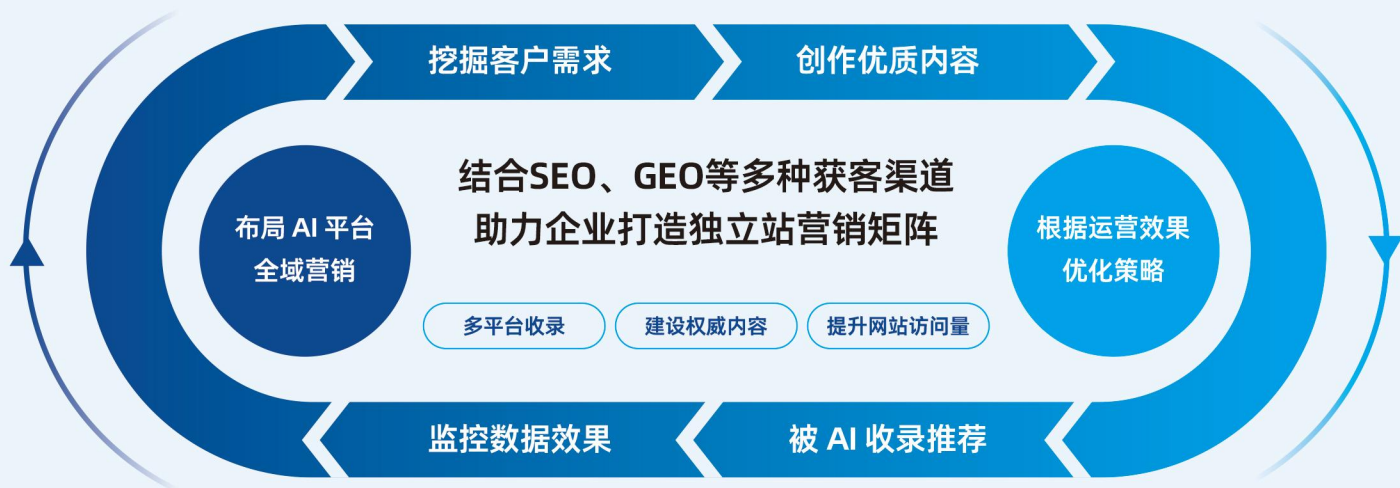 挖掘客户需求
创作优质内容
结合SEO、GEO等多种获客渠道
助力企业打造独立站营销矩阵
布局 AI 平台
全域营销
根据运营效果
优化策略
多平台收录
建设权威内容
提升网站访问量
监控数据效果
被 AI 收录推荐